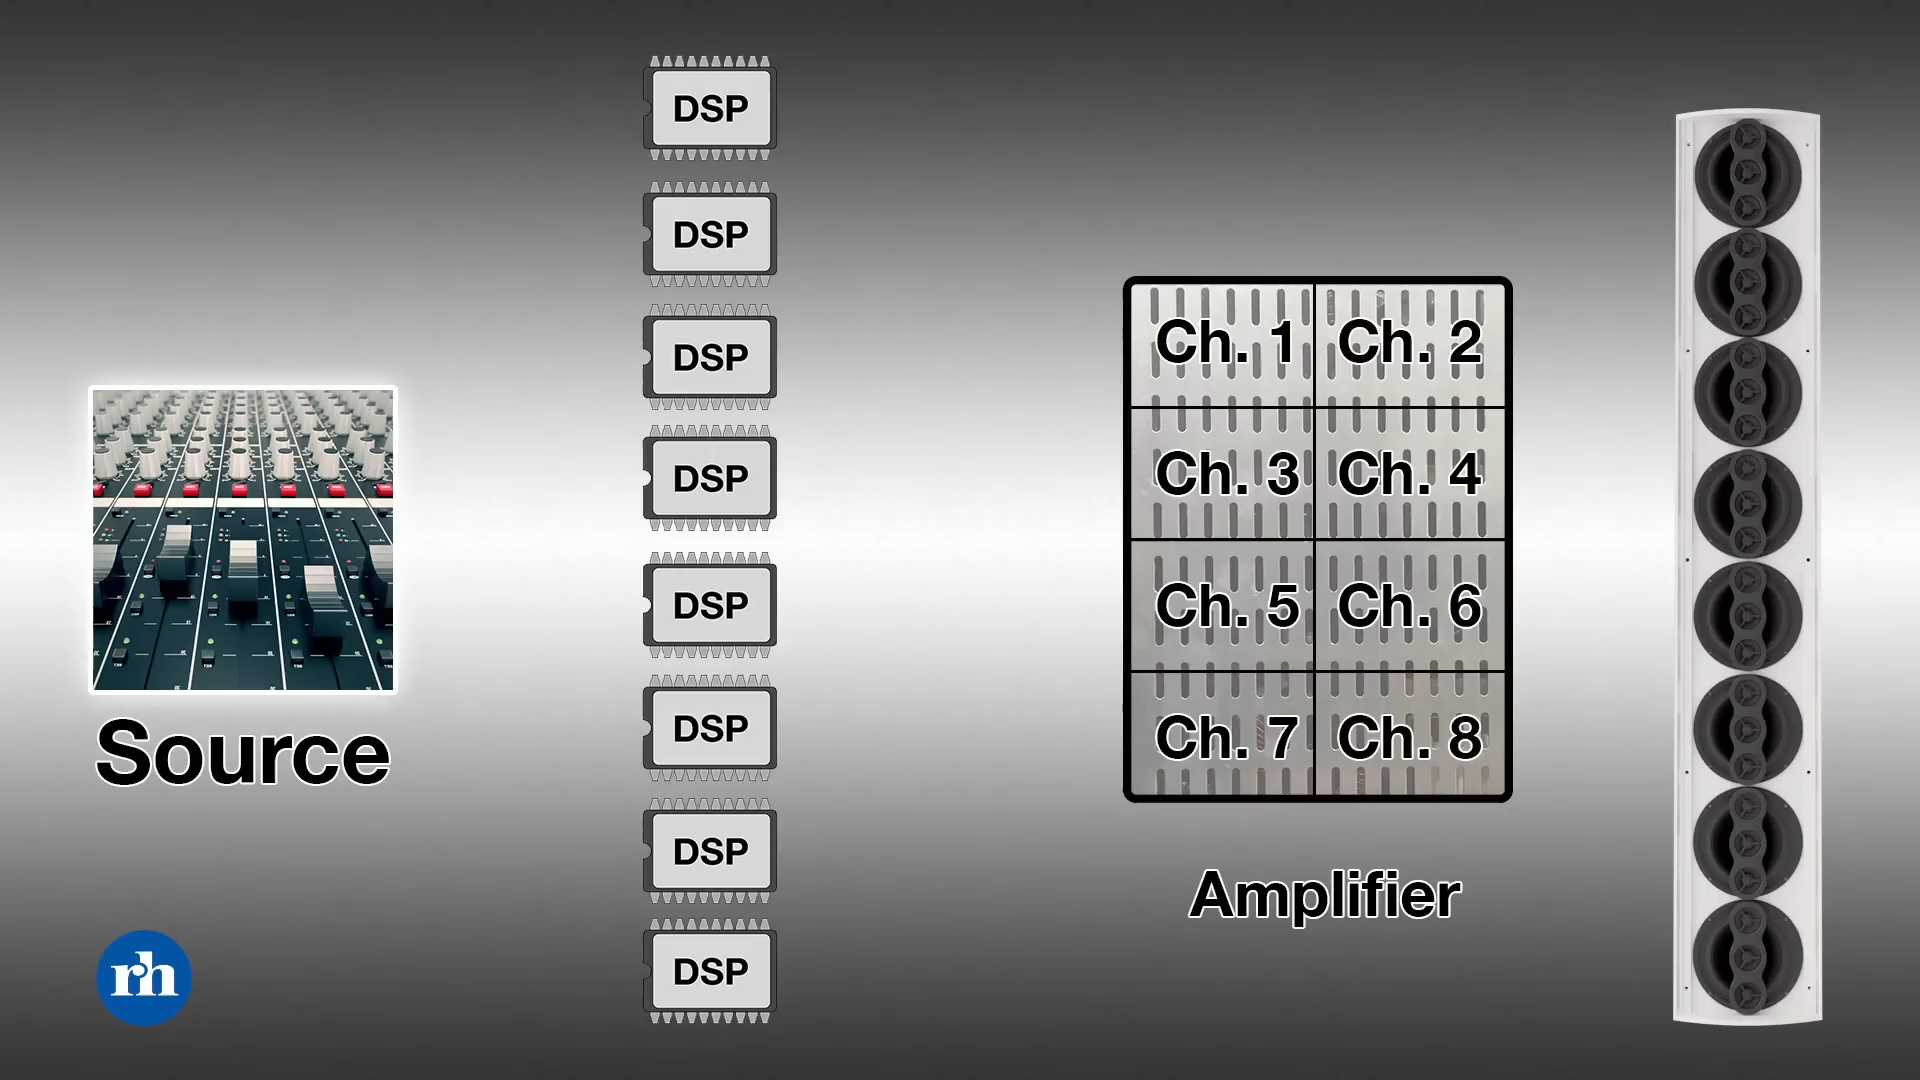 DSP
DSP
DSP
DSP
DSP
DSP
DSP
DSP
Source
Ch. 1
Ch. 2
Ch. 3
Ch. 4
Ch. 5
Ch. 6
Ch. 7
Ch. 8
Amplifier
rh